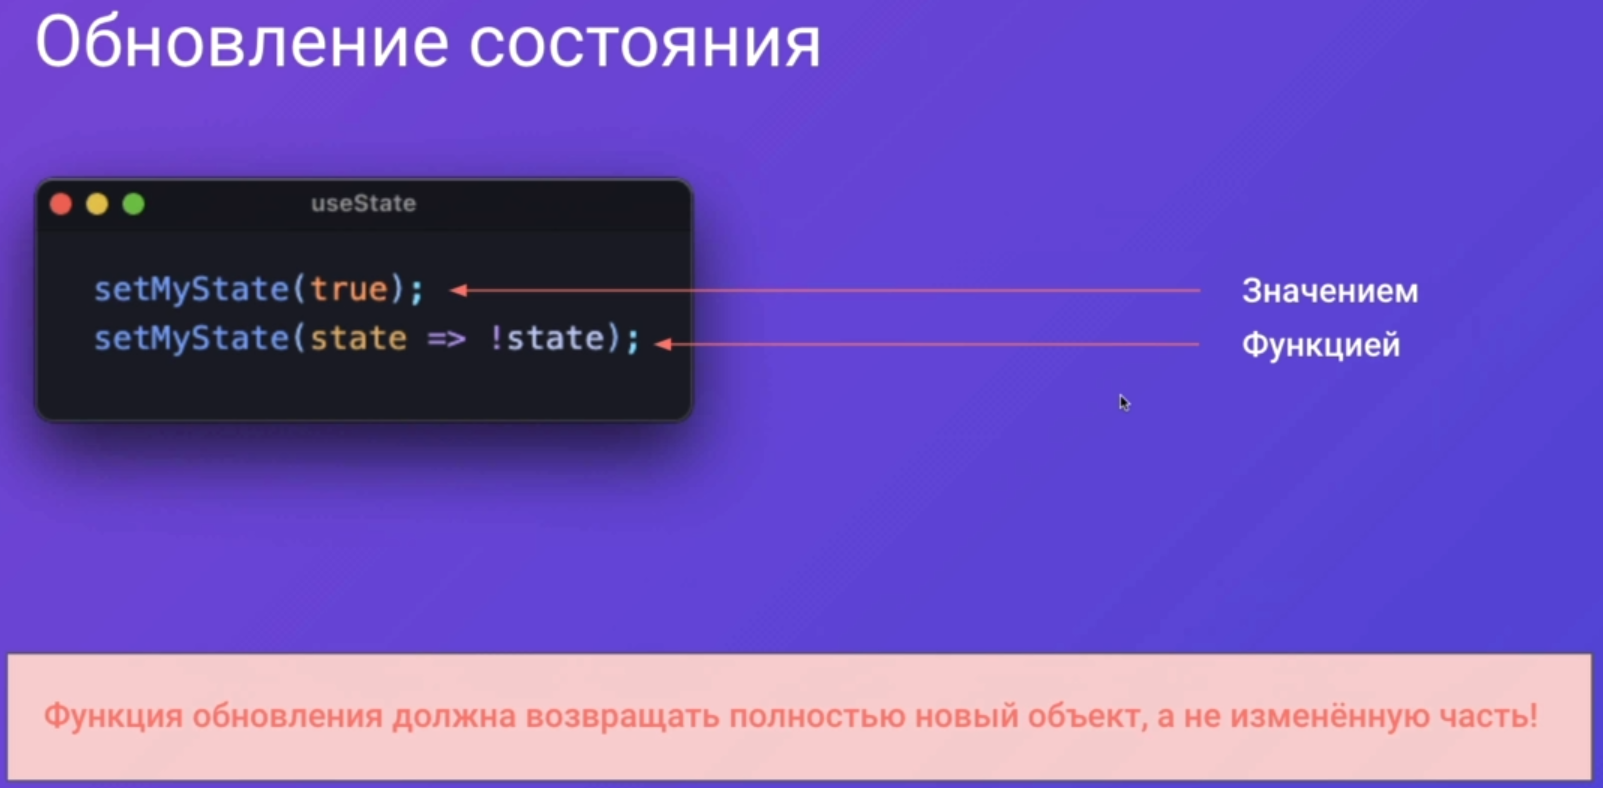 Обновление состояния
useState
setMyState(true);
Значением
setMyState(state => !state);
Функцией
Функция обновления должна возвращать полностью новый объект, а не изменённую часть!